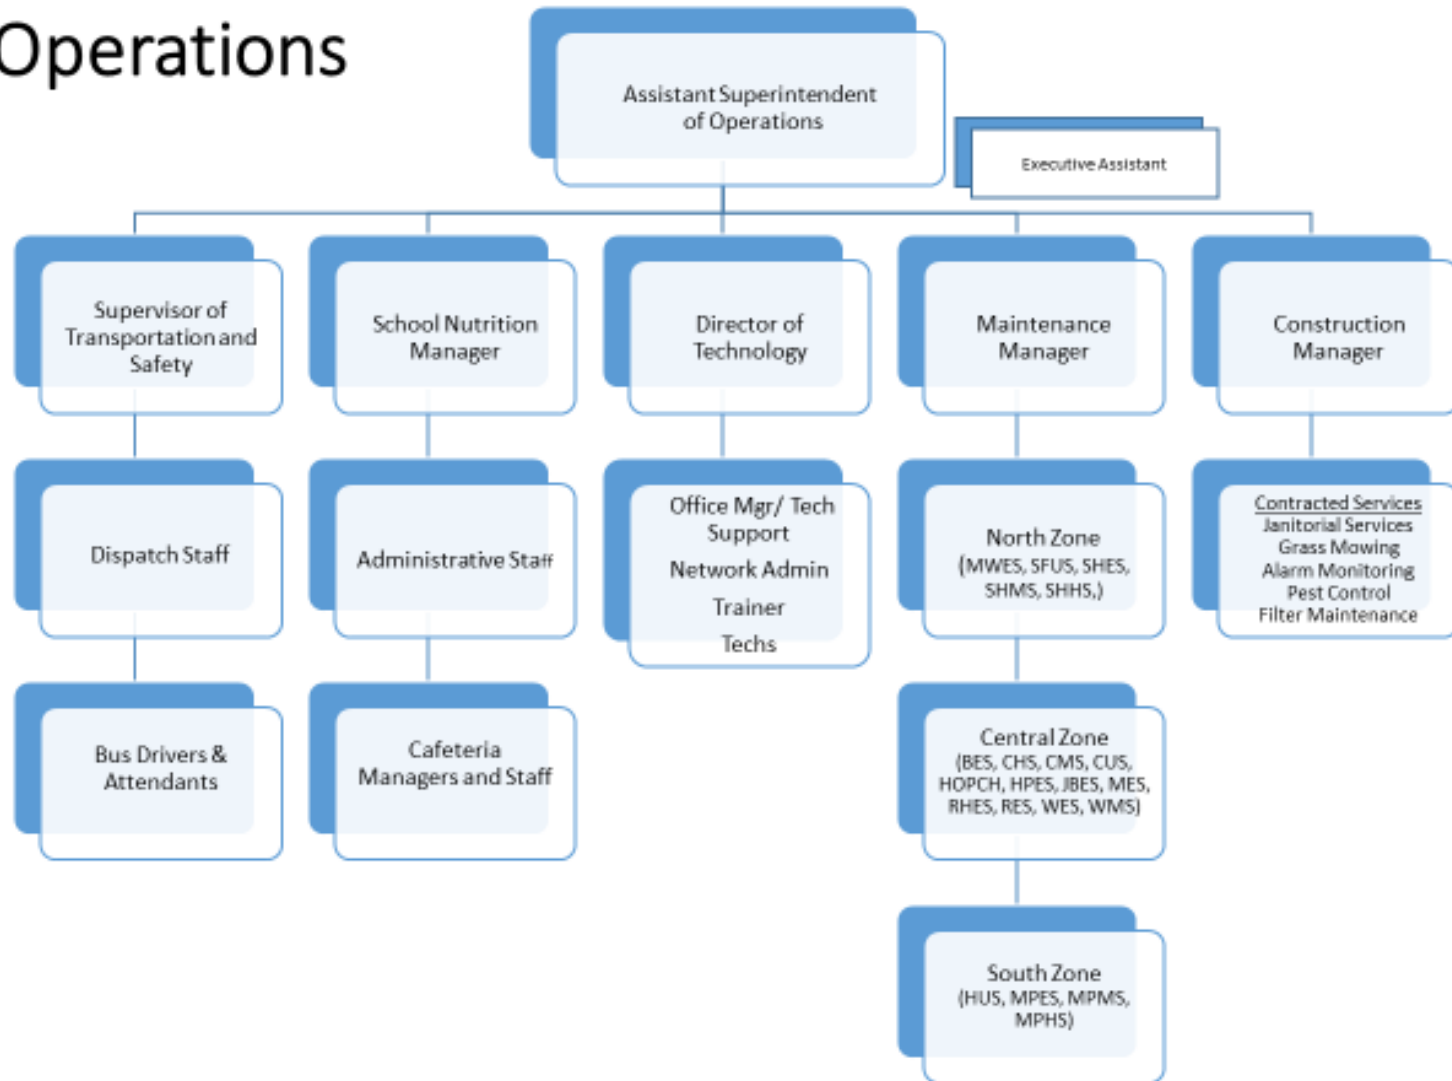 Operations
Assistant Superintendent
of Operations
Executive Assistant
Supervisor of
Transportation and
Safety
School Nutrition
Manager
Director of
Technology
Maintenance
Manager
Construction
Manager
Dispatch Staff
Administrative Staff
Office Mgr/ Tech
Support
Network Admin
Trainer
Techs
North Zone
(MWES, SFUS, SHES,
SHMS, SHHS,)
Contracted Services
Janitorial Services
Grass Mowing
Alarm Monitoring
Pest Control
Filter Maintenance
Bus Drivers &
Attendants
Cafeteria
Managers and Staff
Central Zone
(BES, CHS, CMS, CUS,
HOPCH, HPES, JBES, MES,
RHES, RES, WES, WMS)
South Zone
(HUS, MPES, MPMS,
MPHS)